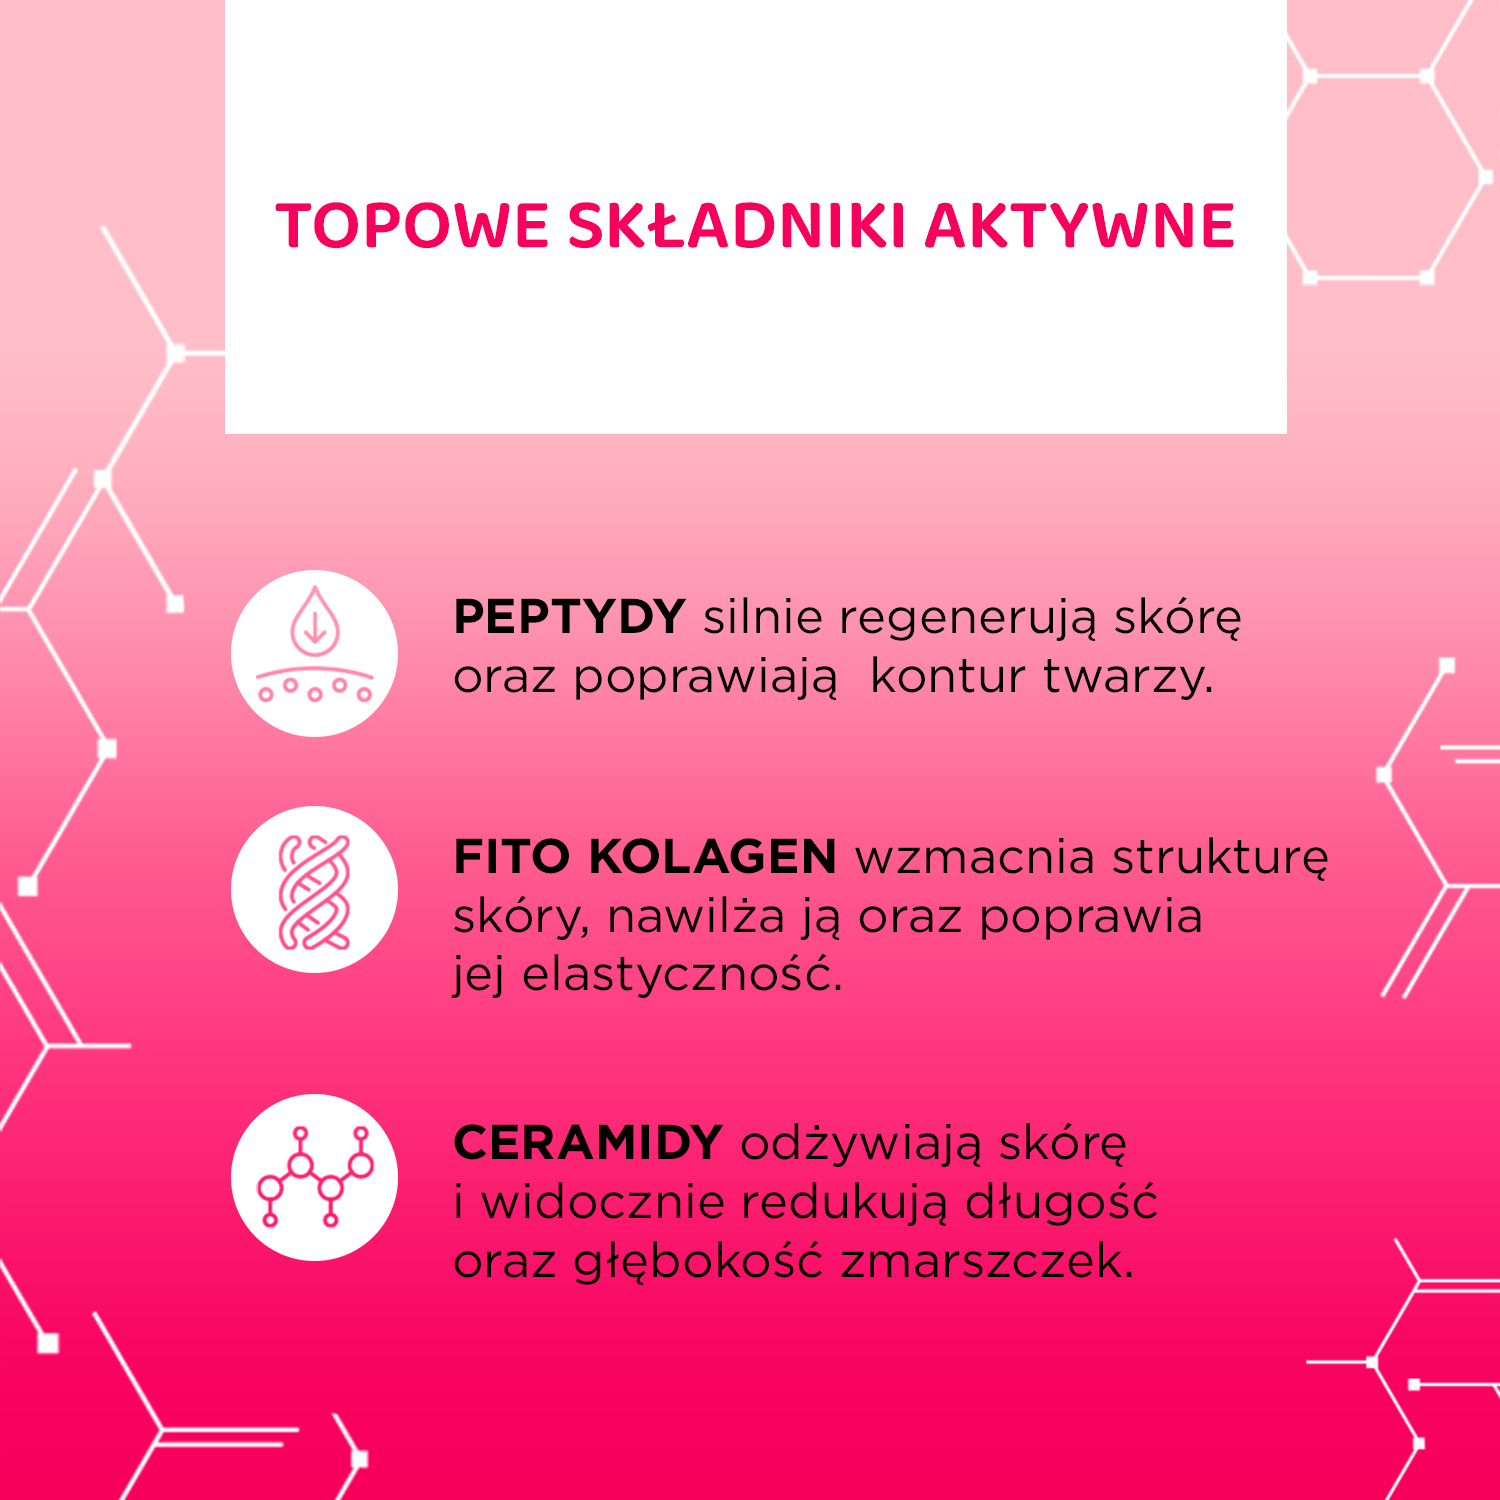 TOPOWE SKŁADNIKI AKTYWNE
PEPTYDY silnie regenerują skórę
oraz poprawiają  kontur twarzy.
FITO KOLAGEN wzmacnia strukturę
skóry, nawilża ją oraz poprawia
jej elastyczność.
CERAMIDY odżywiają skórę
i widocznie redukują długość
oraz głębokość zmarszczek.